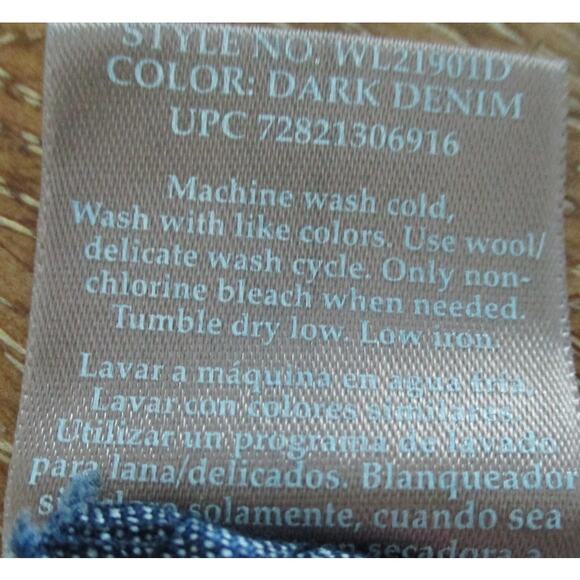 STYLE NO. WL21901D
COLOR: DARK DENIM
UPC 72821306916
Machine wash cold,
Wash with like colors. Use wool/
delicate wash cycle. Only non-
chlorine bleach when needed.
Tumble dry low. Low iron.
Lavar a máquina en agua fría.
Lavar con colores similares.
Utilizar un programa de lavado
para lana/delicados. Blanqueador
solamente, cuando sea
en secadora a